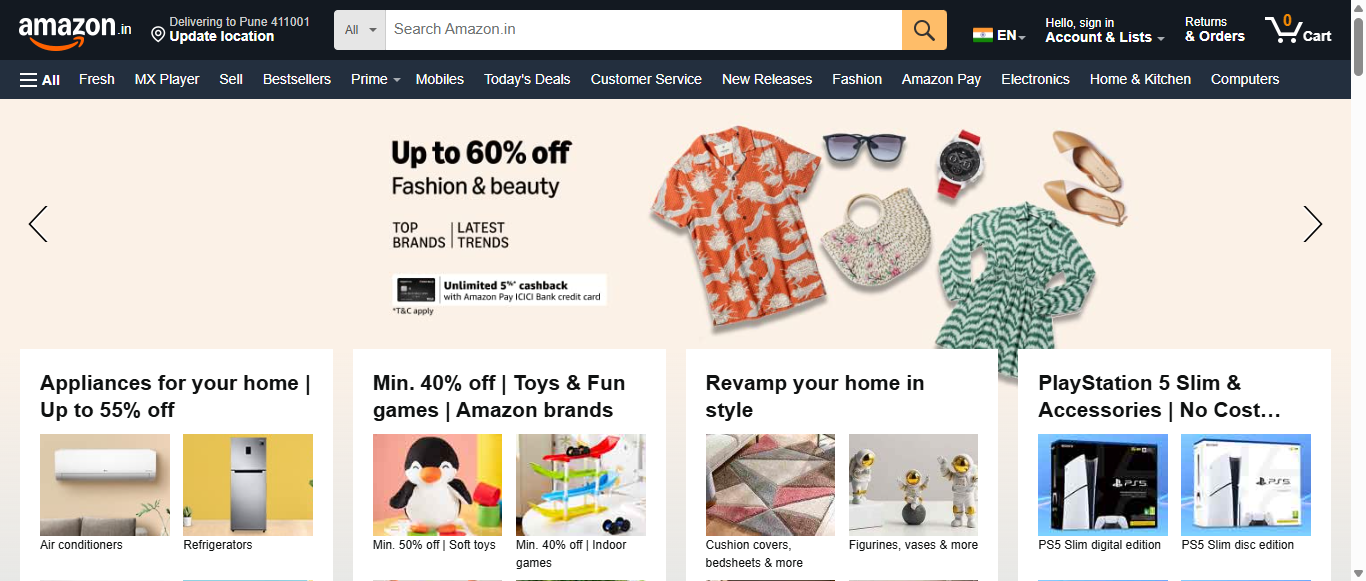 amazon.in
Delivering to Pune 411001
Update location
All
Search Amazon.in
EN
Hello, sign in
Account & Lists
Returns
& Orders
0
Cart
All
Fresh
MX Player
Sell
Bestsellers
Prime
Mobiles
Today's Deals
Customer Service
New Releases
Fashion
Amazon Pay
Electronics
Home & Kitchen
Computers
Up to 60% off
Fashion & beauty
TOP
BRANDS
LATEST
TRENDS
Unlimited 5%* cashback
with Amazon Pay ICICI Bank credit card
*T&C apply
Appliances for your home |
Up to 55% off
Air conditioners
Refrigerators
Min. 40% off | Toys & Fun
games | Amazon brands
Min. 50% off | Soft toys
Min. 40% off | Indoor
games
Revamp your home in
style
Cushion covers,
bedsheets & more
Figurines, vases & more
PlayStation 5 Slim &
Accessories | No Cost…
PS5
PS5
PS5 Slim digital edition
PS5 Slim disc edition